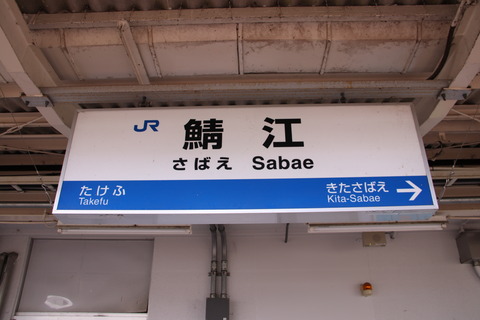 JR 鯖江
さばえ Sabae
たけふ きたさばえ →
Takefu Kita-Sabae